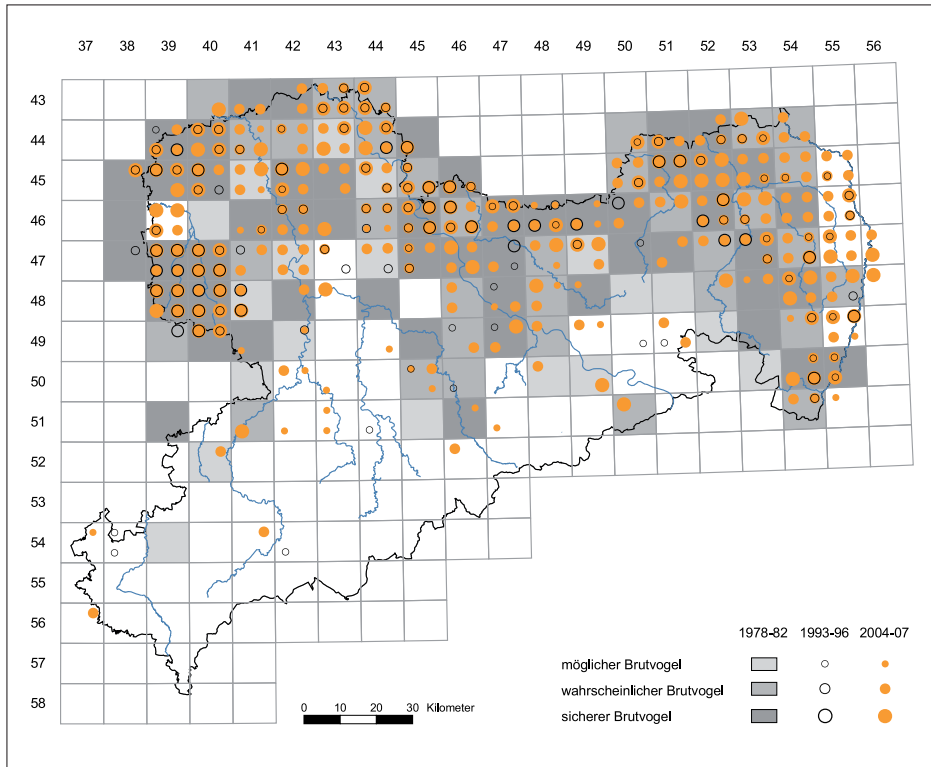 37 38 39 40 41 42 43 44 45 46 47 48 49 50 51 52 53 54 55 56
43
44
45
46
47
48
49
50
51
52
53
54
55
56
57
58
1978-82 1993-96 2004-07
möglicher Brutvogel
wahrscheinlicher Brutvogel
sicherer Brutvogel
0 10 20 30 Kilometer